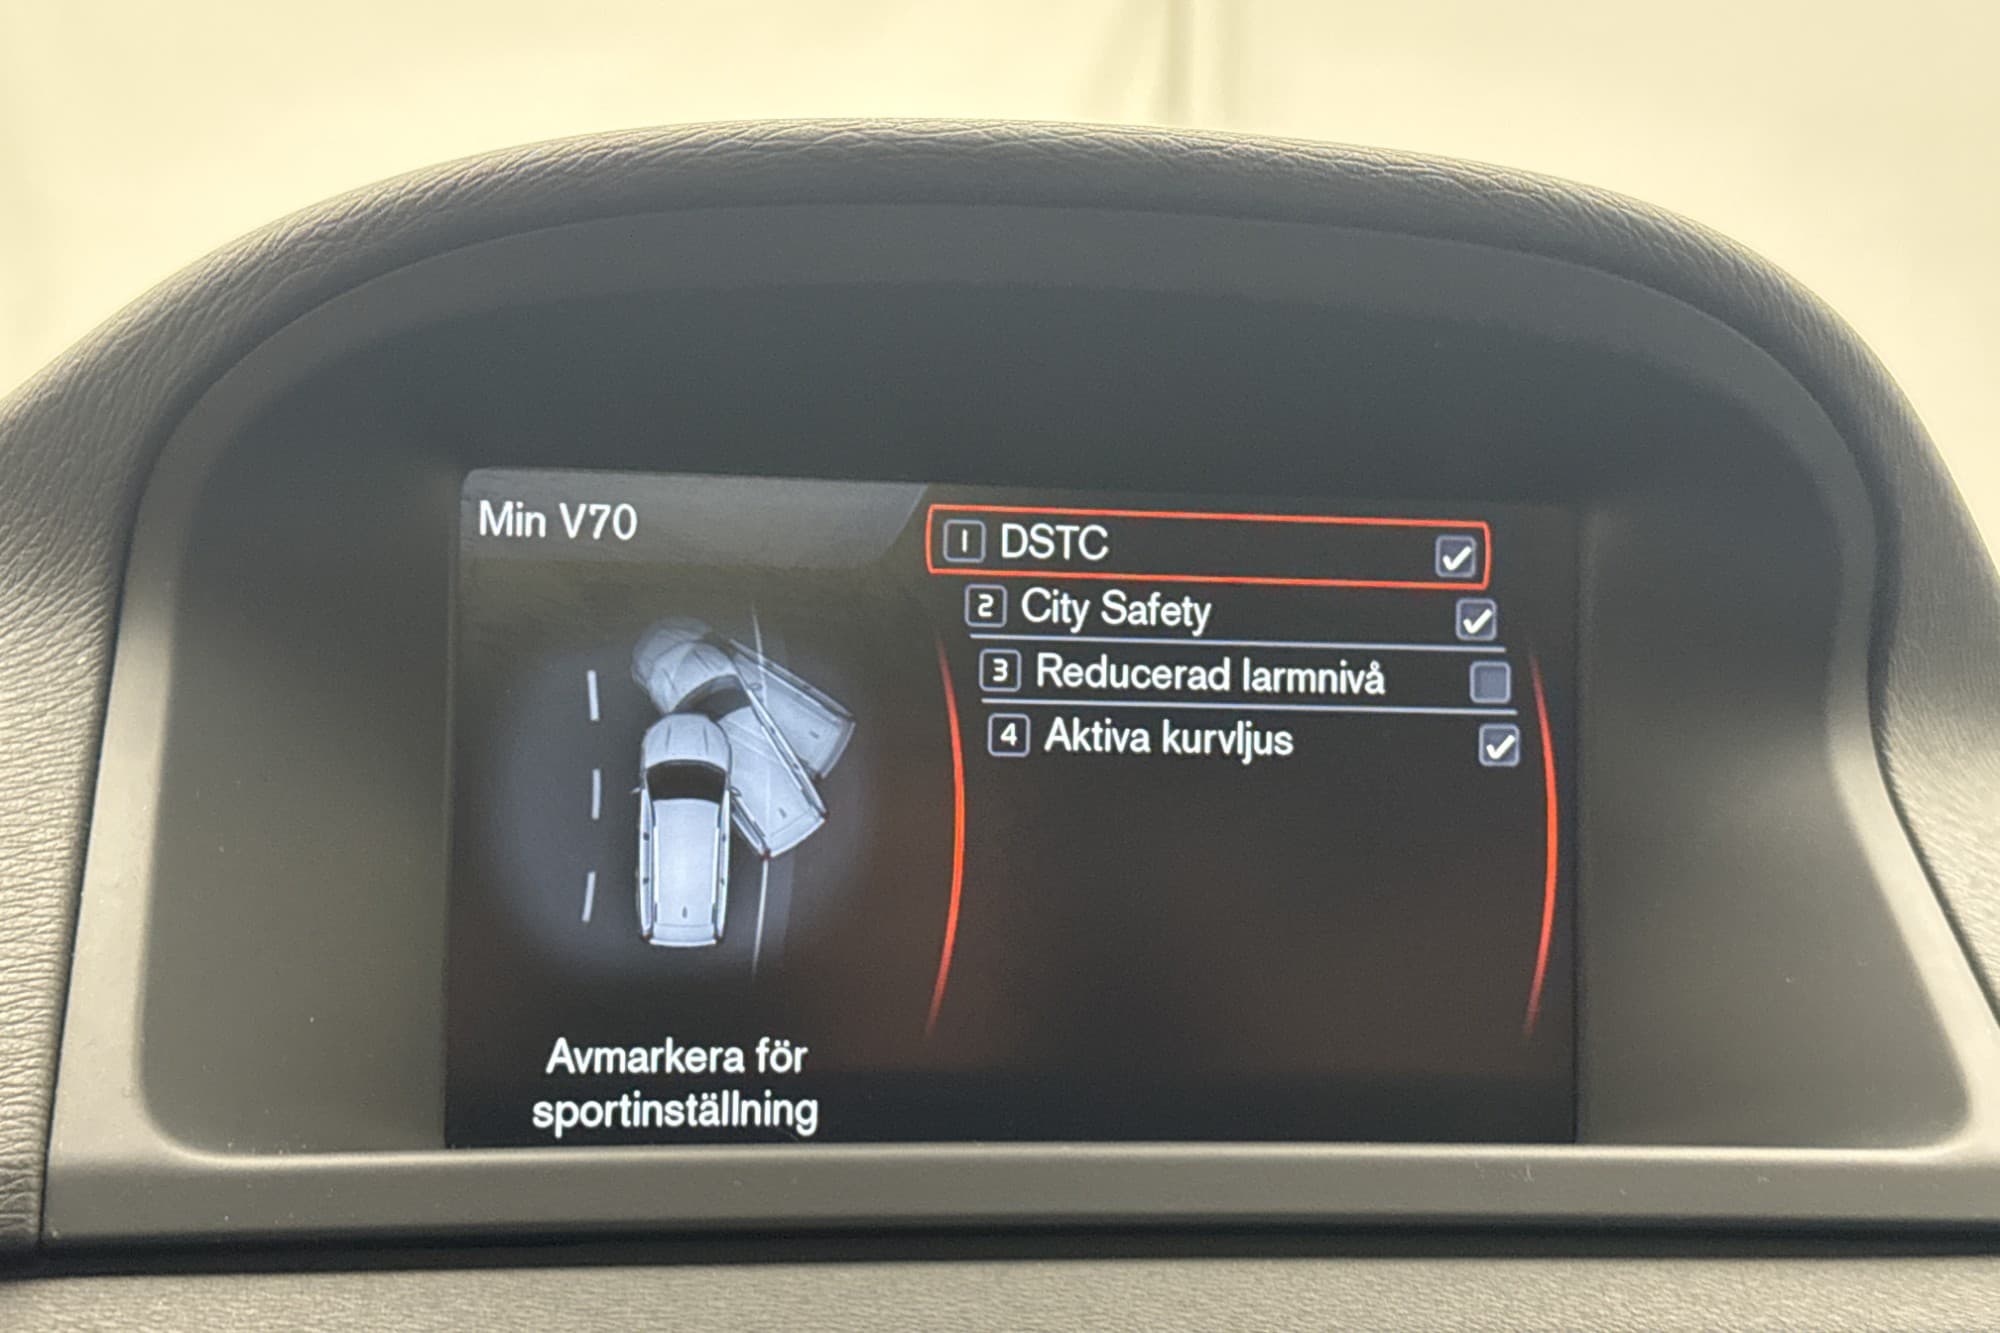 Min V70
1 DSTC
2 City Safety
3 Reducerad larmnivå
4 Aktiva kurvljus
Avmarkera för
sportinställning